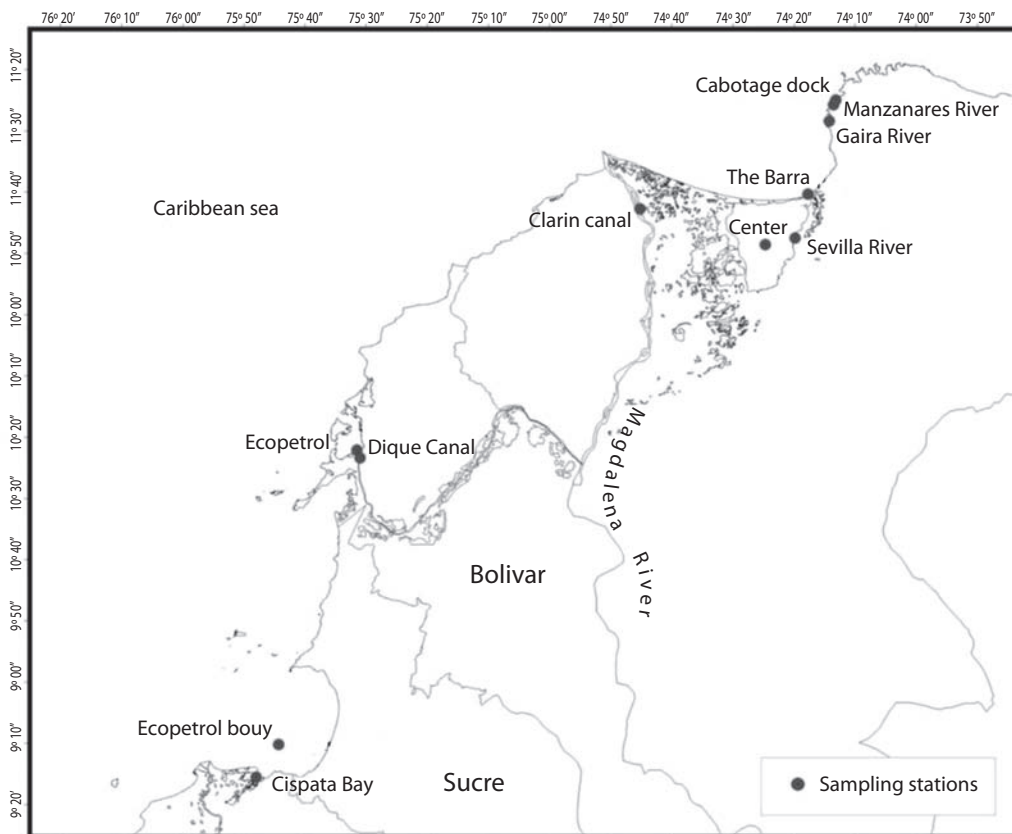 76º 20" 76º 00" 75º 50" 75º 40" 75º 30" 75º 20" 75º 10" 75º 00" 74º 50" 74º 40" 74º 30" 74º 20" 74º 10" 74º 00" 73º 50"
11º 20"
Cabotage dock
Manzanares River
11º 30"
Gaira River
The Barra
11º 40"
Caribbean sea
Clarin canal
Center
Sevilla River
10º 50"
10º 00"
10º 10"
10º 20"
Ecopetrol
Dique Canal
Magdalena River
10º 30"
10º 40"
Bolivar
9º 50"
9º 00"
Ecopetrol bouy
9º 10"
Cispata Bay
Sucre
Sampling stations
9º 20"